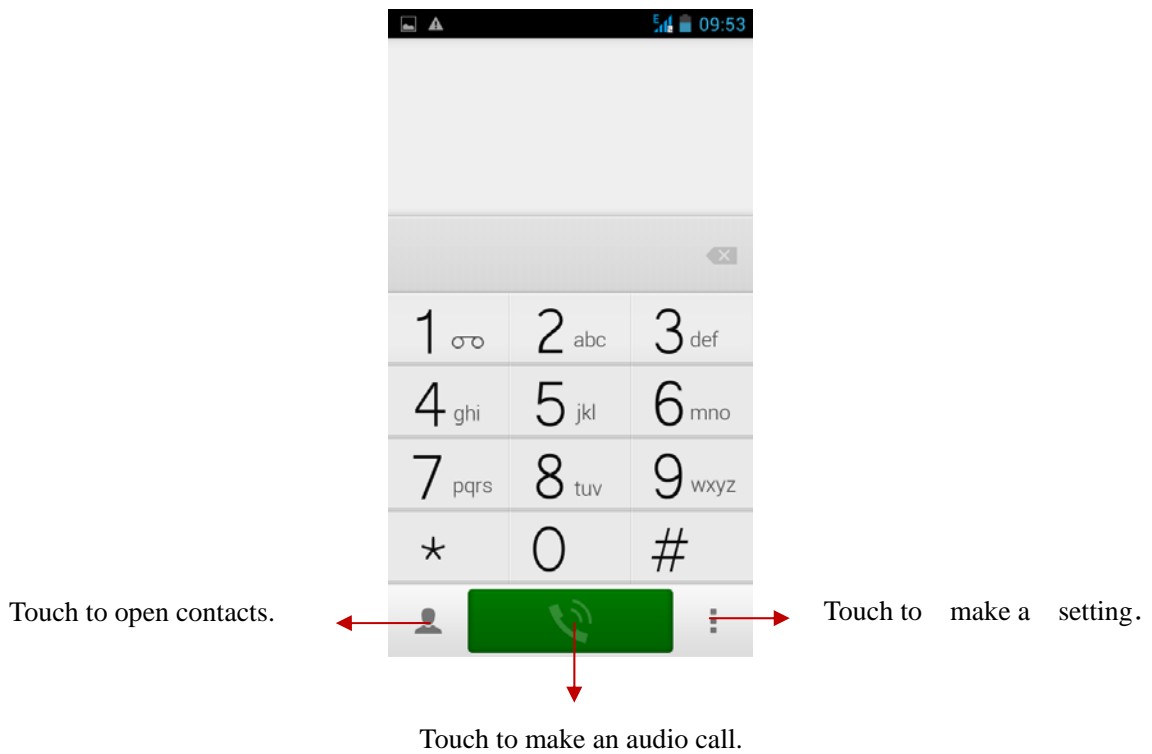 E 09:53
1 2 abc 3 def
4 ghi 5 jkl 6 mno
7 pqrs 8 tuv 9 wxyz
* 0 #
Touch to open contacts.
Touch to make a setting.
Touch to make an audio call.